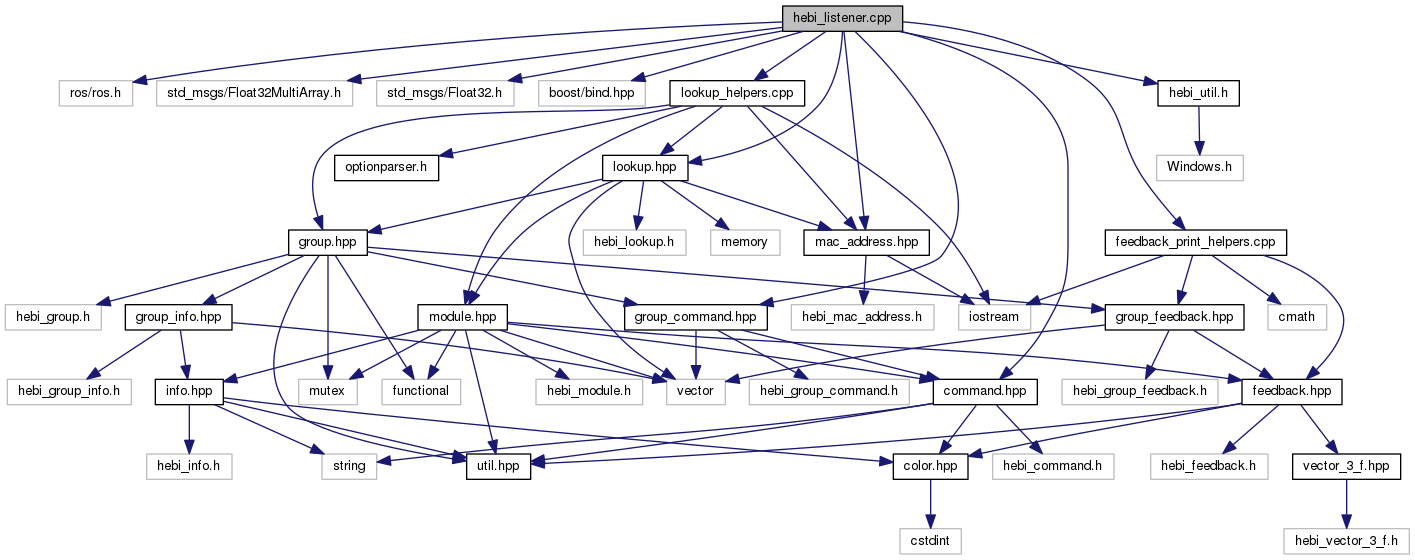 hebi_listener.cpp
ros/ros.h
std_msgs/Float32MultiArray.h
std_msgs/Float32.h
boost/bind.hpp
lookup_helpers.cpp
hebi_util.h
optionparser.h
lookup.hpp
Windows.h
group.hpp
hebi_lookup.h
memory
mac_address.hpp
feedback_print_helpers.cpp
hebi_group.h
group_info.hpp
module.hpp
group_command.hpp
hebi_mac_address.h
iostream
group_feedback.hpp
cmath
hebi_group_info.h
info.hpp
mutex
functional
hebi_module.h
vector
hebi_group_command.h
command.hpp
hebi_group_feedback.h
feedback.hpp
hebi_info.h
string
util.hpp
color.hpp
hebi_command.h
hebi_feedback.h
vector_3_f.hpp
cstdint
hebi_vector_3_f.h